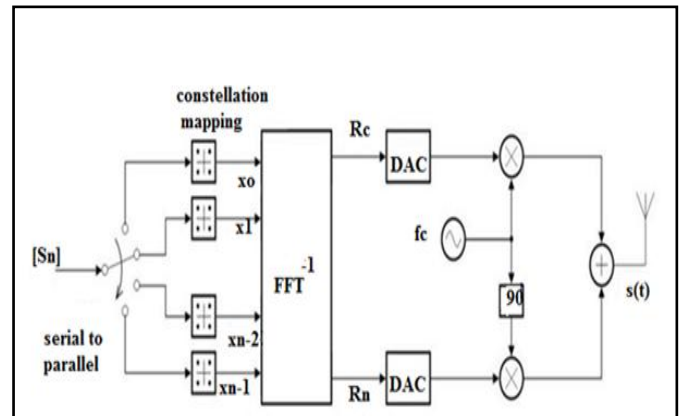 constellation
mapping
Rc
DAC
xo
x1
[Sn]
fc
FFT
-1
90
s(t)
serial to
parallel
xn-2
xn-1
Rn
DAC